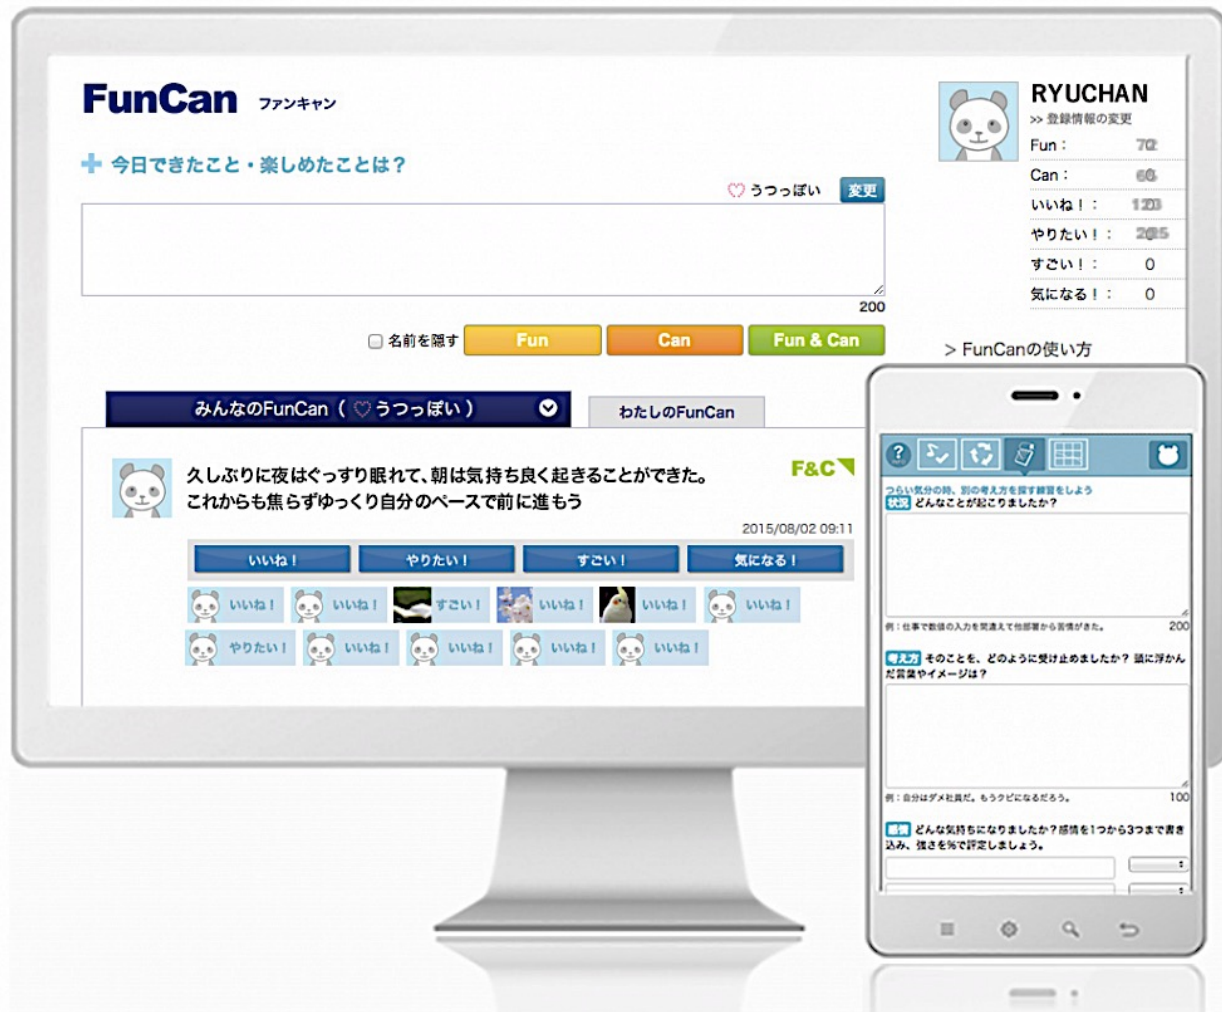 FunCan ファンキャン
今日できたこと・楽しめたことは？
うつっぽい 変更
200
名前を隠す Fun Can Fun & Can
RYUCHAN
>> 登録情報の変更
Fun：
Can：
いいね！：
やりたい！：
すごい！： 0
気になる！： 0
> FunCanの使い方
みんなのFunCan（♡うつっぽい） わたしのFunCan
久しぶりに夜はぐっすり眠れて、朝は気持ち良く起きることができた。
これからも焦らずゆっくり自分のペースで前に進もう
F&C
2015/08/02 09:11
いいね！ やりたい！ すごい！ 気になる！
いいね！ いいね！ すごい！ いいね！ いいね！ いいね！
やりたい！ いいね！ いいね！ いいね！ いいね！
?
つらい気分の時、別の考え方を探す練習をしよう
状況 どんなことが起こりましたか？
例：仕事で数値の入力を間違えて他部署から苦情がきた。 200
考え方 そのことを、どのように受け止めましたか？ 頭に浮かん
だ言葉やイメージは？
例：自分はダメ社員だ。もうクビになるだろう。 100
感情 どんな気持ちになりましたか？感情を1つから3つまで書き
込み、強さを％で評定しましょう。